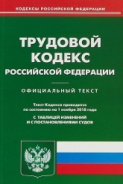 КОДЕКСЫ РОССИЙСКОЙ ФЕДЕРАЦИИ
ТРУДОВОЙ
КОДЕКС
РОССИЙСКОЙ ФЕДЕРАЦИИ
ОФИЦИАЛЬНЫЙ ТЕКСТ
Текст Кодекса приводится
по состоянию на 1 ноября 2018 года
С ТАБЛИЦЕЙ ИЗМЕНЕНИЙ
И С ПОСТАНОВЛЕНИЯМИ СУДОВ